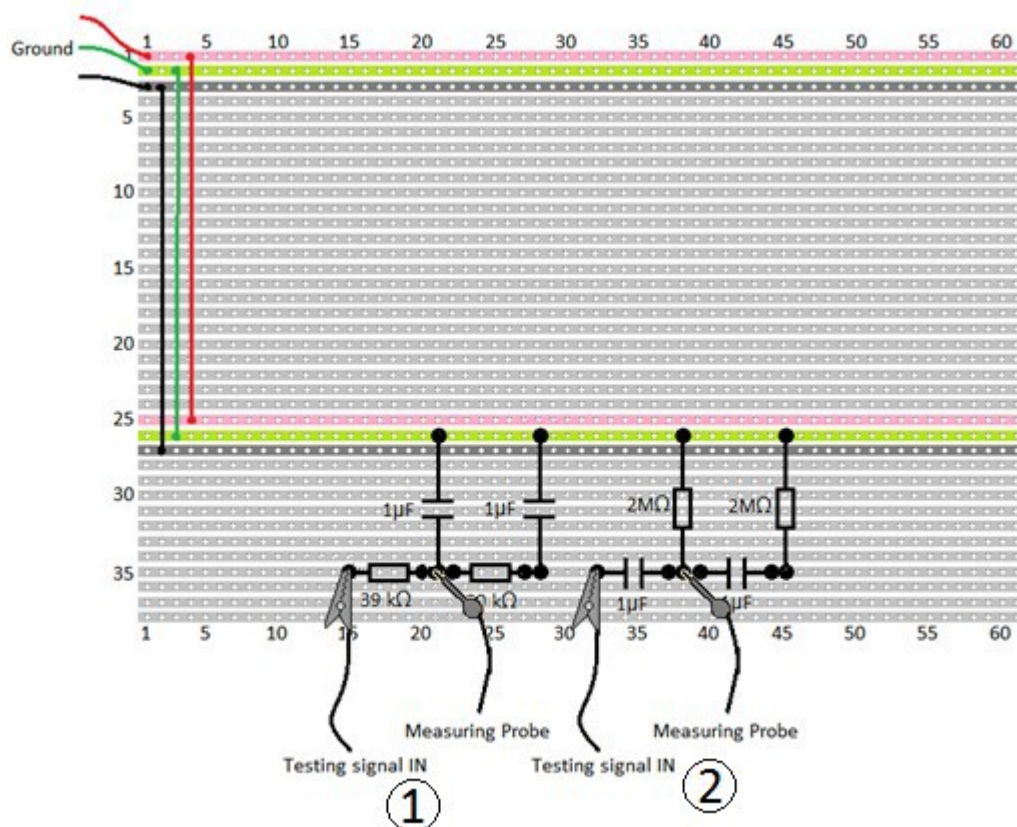 Ground
1 5 10 15 20 25 30 35 40 45 50 55 60
1
5
10
15
20
25
30
35
1µF 1µF 2MΩ 2MΩ
39 kΩ 1µF
1 5 10 15 20 25 30 35 40 45 50 55 60
Measuring Probe Measuring Probe
Testing signal IN Testing signal IN
1 2